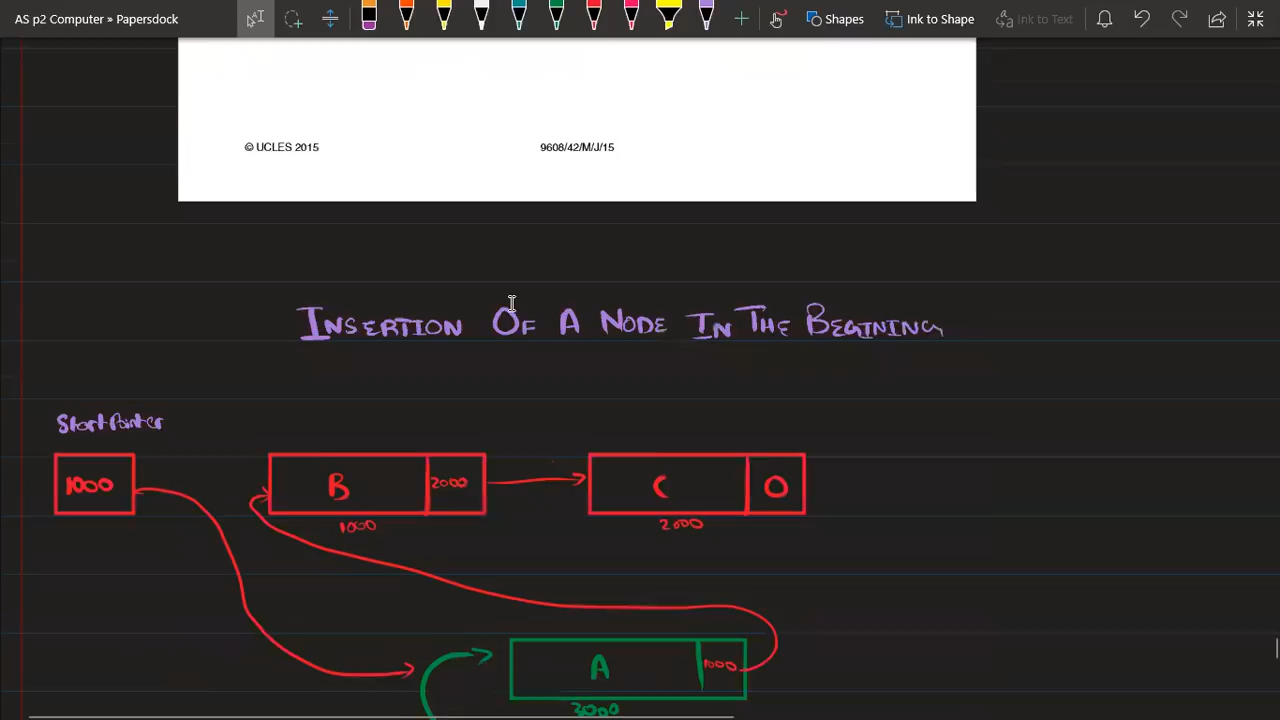 AS p2 Computer » Papersdock
Shapes
Ink to Shape
Ink to Text
© UCLES 2015
9608/42/M/J/15
INSERTION OF A NODE IN THE BEGINING
StartPointer
1000
B
2000
C
0
1000
2000
A
1000
3000